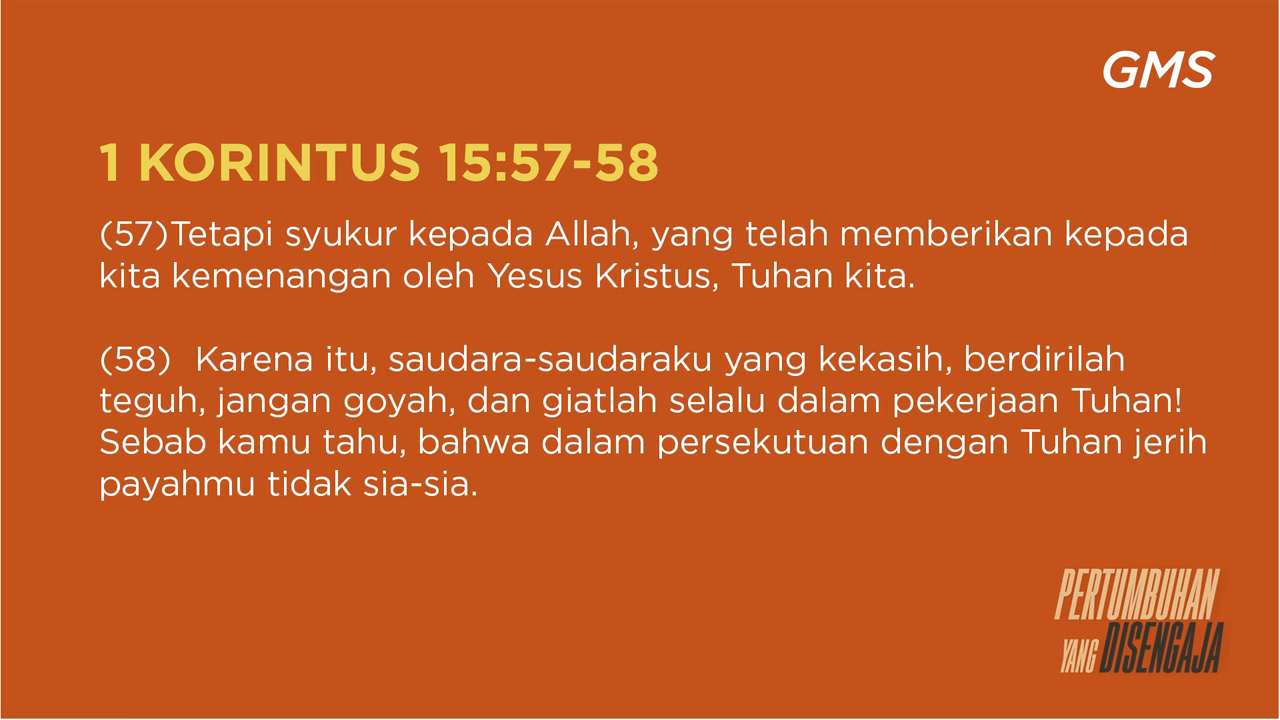 GMS
1 KORINTUS 15:57-58
(57)Tetapi syukur kepada Allah, yang telah memberikan kepada
kita kemenangan oleh Yesus Kristus, Tuhan kita.
(58)  Karena itu, saudara-saudaraku yang kekasih, berdirilah
teguh, jangan goyah, dan giatlah selalu dalam pekerjaan Tuhan!
Sebab kamu tahu, bahwa dalam persekutuan dengan Tuhan jerih
payahmu tidak sia-sia.
PERTUMBUHAN
YANG DISENGAJA